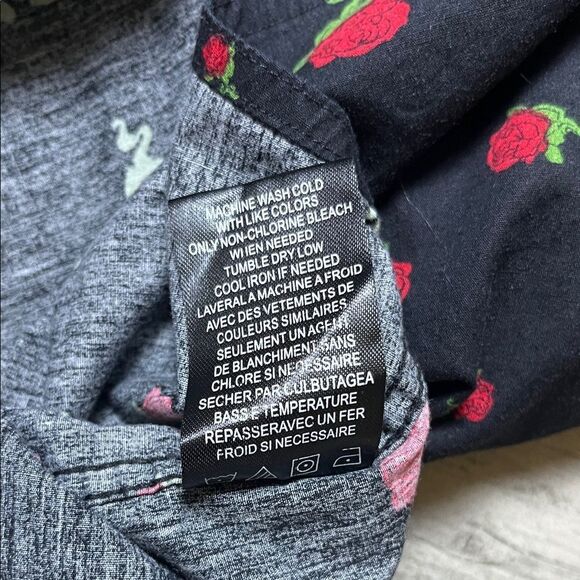 MACHINE WASH COLD
WITH LIKE COLORS
ONLY NON-CHLORINE BLEACH
WHEN NEEDED
TUMBLE DRY LOW
COOL IRON IF NEEDED
LAVERAL A MACHINE A FROID
AVEC DES VETEMENTS DE
COULEURS SIMILAIRES
SEULEMENT UN AGENT
DE BLANCHIMENT SANS
CHLORE SI NECESSAIRE
SECHER PAR CULBUTAGEA
BASSE TEMPERATURE
REPASSERAVEC UN FER
FROID SI NECESSAIRE